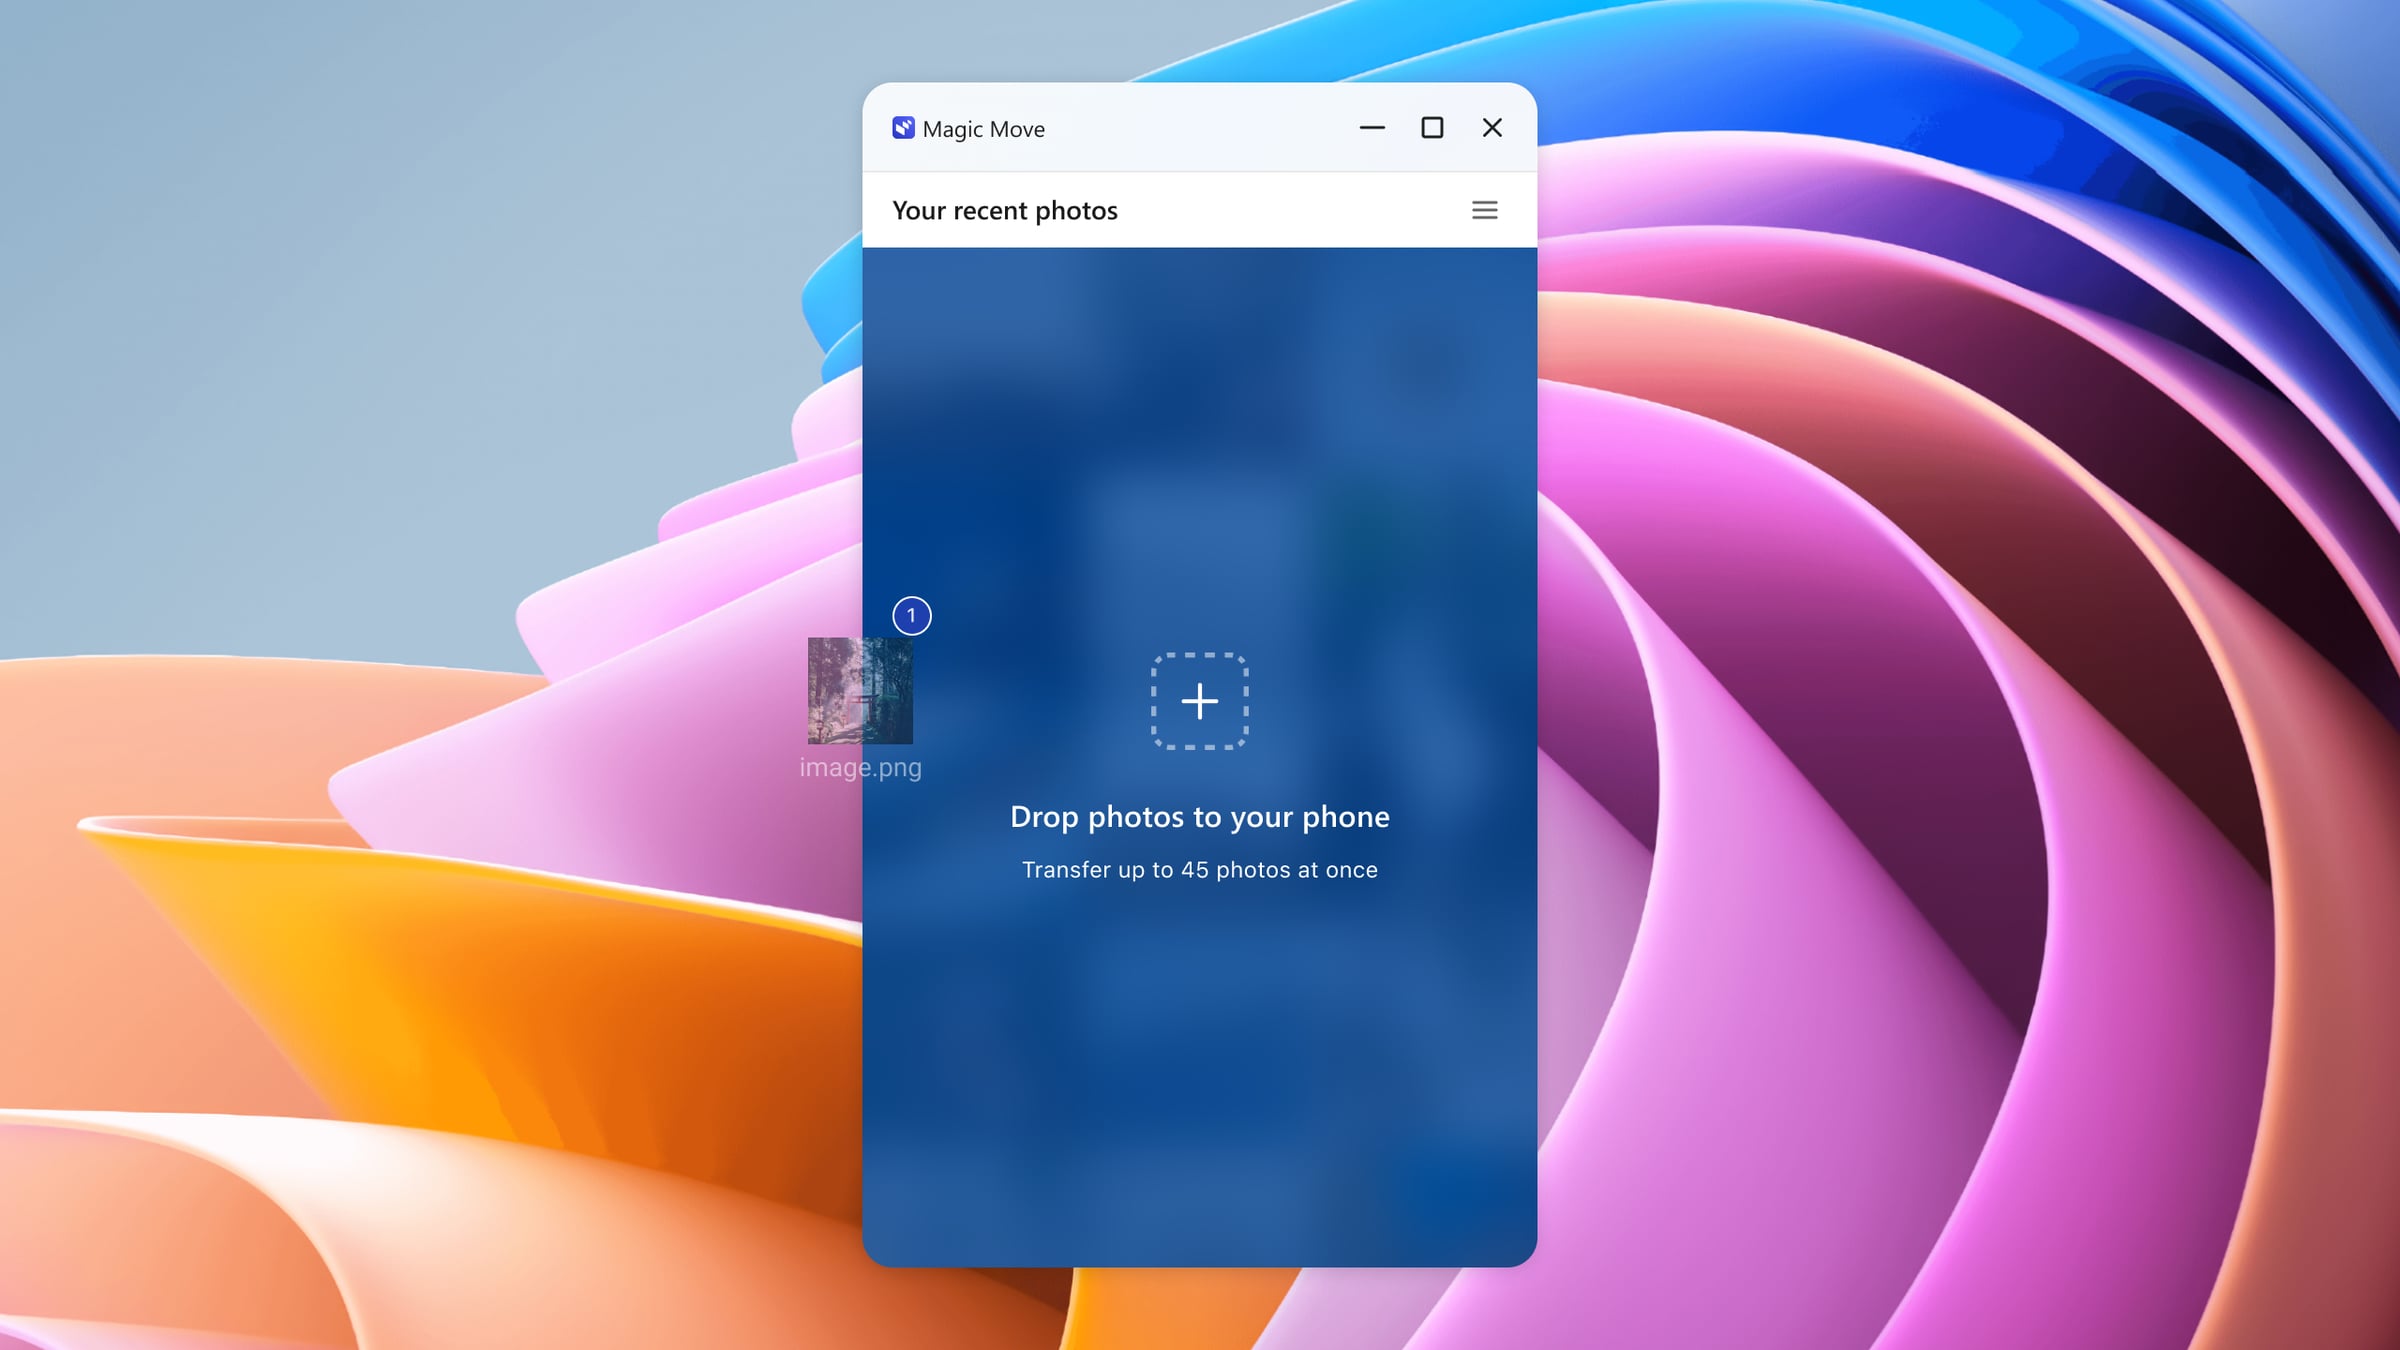 Magic Move
Your recent photos
1
image.png
Drop photos to your phone
Transfer up to 45 photos at once